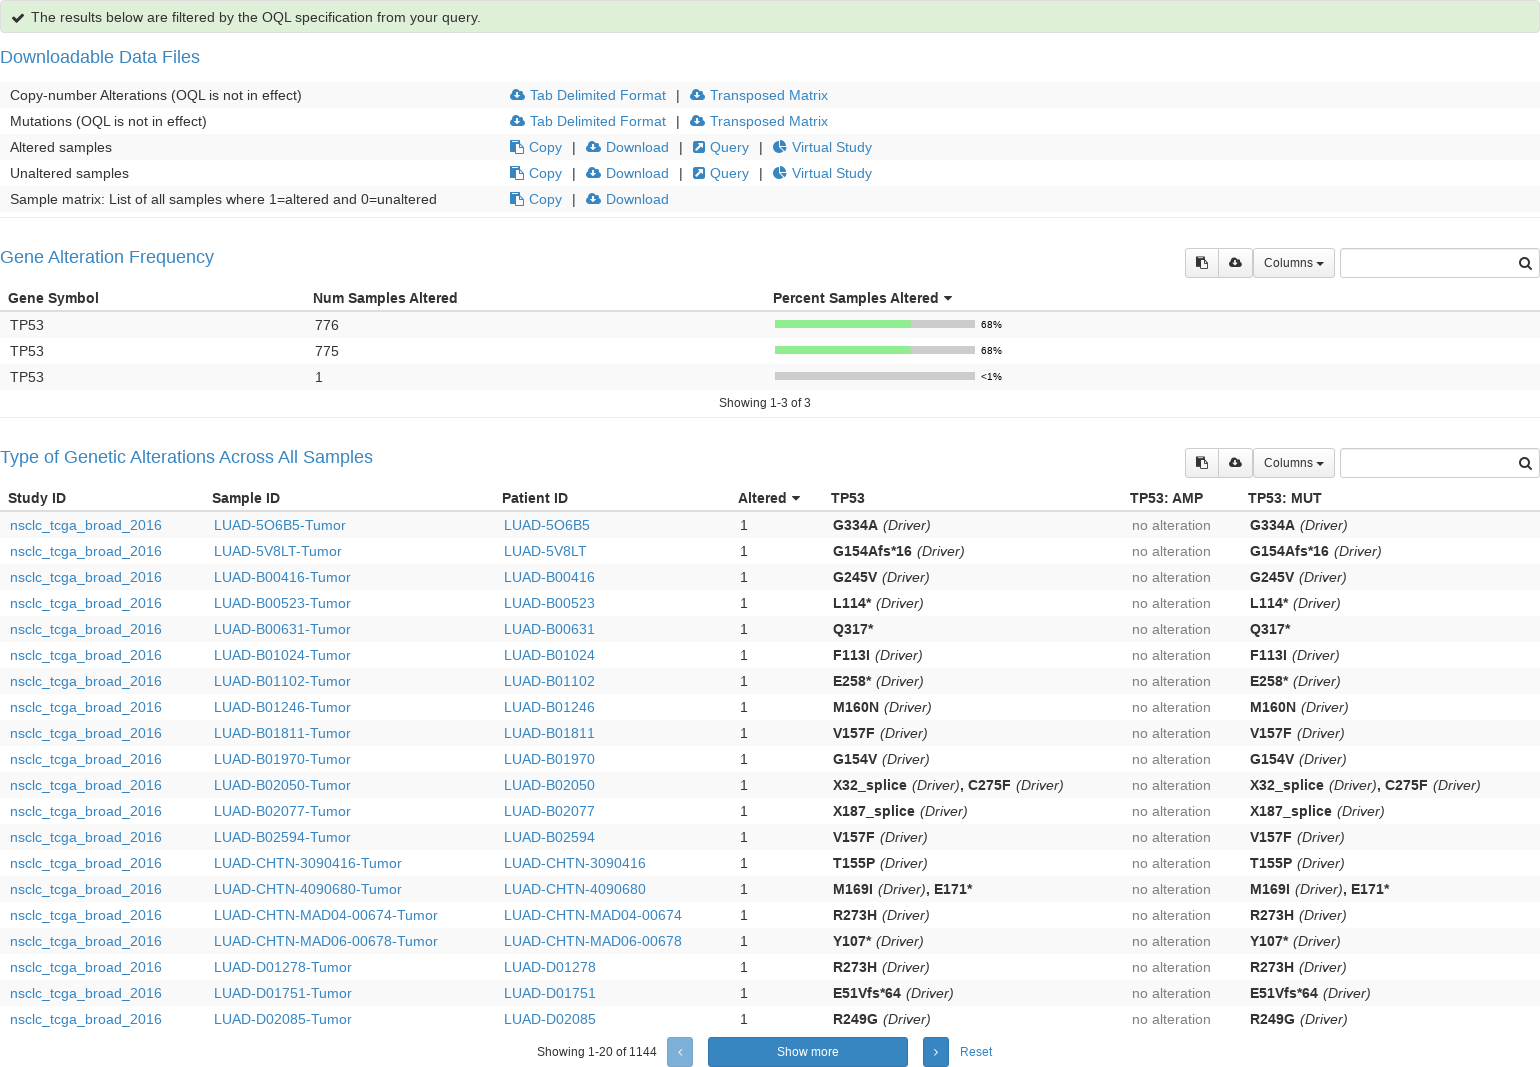 The results below are filtered by the OQL specification from your query.
Downloadable Data Files
Copy-number Alterations (OQL is not in effect) Tab Delimited Format | Transposed Matrix
Mutations (OQL is not in effect) Tab Delimited Format | Transposed Matrix
Altered samples Copy | Download | Query | Virtual Study
Unaltered samples Copy | Download | Query | Virtual Study
Sample matrix: List of all samples where 1=altered and 0=unaltered Copy | Download
Gene Alteration Frequency Columns
Gene Symbol Num Samples Altered Percent Samples Altered
TP53 776 68%
TP53 775 68%
TP53 1 <1%
Showing 1-3 of 3
Type of Genetic Alterations Across All Samples Columns
Study ID Sample ID Patient ID Altered TP53 TP53: AMP TP53: MUT
nsclc_tcga_broad_2016 LUAD-5O6B5-Tumor LUAD-5O6B5 1 G334A (Driver) no alteration G334A (Driver)
nsclc_tcga_broad_2016 LUAD-5V8LT-Tumor LUAD-5V8LT 1 G154Afs*16 (Driver) no alteration G154Afs*16 (Driver)
nsclc_tcga_broad_2016 LUAD-B00416-Tumor LUAD-B00416 1 G245V (Driver) no alteration G245V (Driver)
nsclc_tcga_broad_2016 LUAD-B00523-Tumor LUAD-B00523 1 L114* (Driver) no alteration L114* (Driver)
nsclc_tcga_broad_2016 LUAD-B00631-Tumor LUAD-B00631 1 Q317* no alteration Q317*
nsclc_tcga_broad_2016 LUAD-B01024-Tumor LUAD-B01024 1 F113I (Driver) no alteration F113I (Driver)
nsclc_tcga_broad_2016 LUAD-B01102-Tumor LUAD-B01102 1 E258* (Driver) no alteration E258* (Driver)
nsclc_tcga_broad_2016 LUAD-B01246-Tumor LUAD-B01246 1 M160N (Driver) no alteration M160N (Driver)
nsclc_tcga_broad_2016 LUAD-B01811-Tumor LUAD-B01811 1 V157F (Driver) no alteration V157F (Driver)
nsclc_tcga_broad_2016 LUAD-B01970-Tumor LUAD-B01970 1 G154V (Driver) no alteration G154V (Driver)
nsclc_tcga_broad_2016 LUAD-B02050-Tumor LUAD-B02050 1 X32_splice (Driver), C275F (Driver) no alteration X32_splice (Driver), C275F (Driver)
nsclc_tcga_broad_2016 LUAD-B02077-Tumor LUAD-B02077 1 X187_splice (Driver) no alteration X187_splice (Driver)
nsclc_tcga_broad_2016 LUAD-B02594-Tumor LUAD-B02594 1 V157F (Driver) no alteration V157F (Driver)
nsclc_tcga_broad_2016 LUAD-CHTN-3090416-Tumor LUAD-CHTN-3090416 1 T155P (Driver) no alteration T155P (Driver)
nsclc_tcga_broad_2016 LUAD-CHTN-4090680-Tumor LUAD-CHTN-4090680 1 M169I (Driver), E171* no alteration M169I (Driver), E171*
nsclc_tcga_broad_2016 LUAD-CHTN-MAD04-00674-Tumor LUAD-CHTN-MAD04-00674 1 R273H (Driver) no alteration R273H (Driver)
nsclc_tcga_broad_2016 LUAD-CHTN-MAD06-00678-Tumor LUAD-CHTN-MAD06-00678 1 Y107* (Driver) no alteration Y107* (Driver)
nsclc_tcga_broad_2016 LUAD-D01278-Tumor LUAD-D01278 1 R273H (Driver) no alteration R273H (Driver)
nsclc_tcga_broad_2016 LUAD-D01751-Tumor LUAD-D01751 1 E51Vfs*64 (Driver) no alteration E51Vfs*64 (Driver)
nsclc_tcga_broad_2016 LUAD-D02085-Tumor LUAD-D02085 1 R249G (Driver) no alteration R249G (Driver)
Showing 1-20 of 1144 Show more Reset